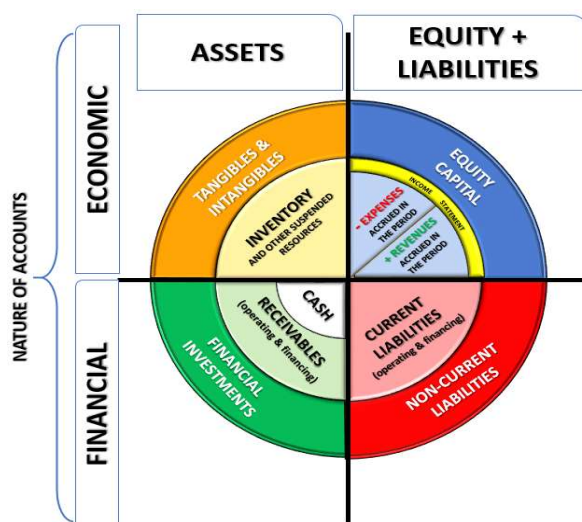 ASSETS
EQUITY +
LIABILITIES
NATURE OF ACCOUNTS
ECONOMIC
FINANCIAL
TANGIBLES &
INTANGIBLES
INVENTORY
AND OTHER SUSPENDED
RESOURCES
EQUITY
CAPITAL
INCOME STATEMENT
- EXPENSES
ACCRUED IN
THE PERIOD
+ REVENUES
ACCRUED IN
THE PERIOD
FINANCIAL
INVESTMENTS
RECEIVABLES
(operating & financing)
CASH
CURRENT
LIABILITIES
(operating & financing)
NON-CURRENT
LIABILITIES